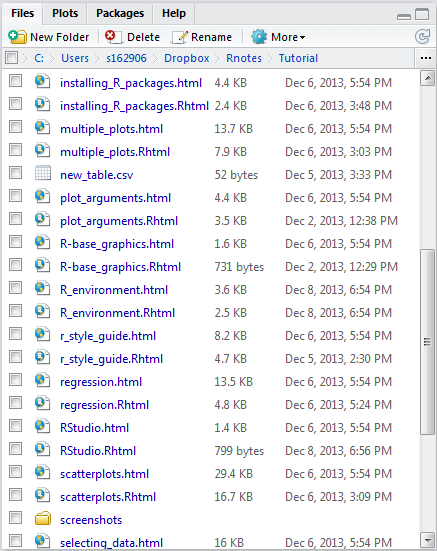 Files Plots Packages Help
New Folder Delete Rename More
C: Users s162906 Dropbox Rnotes Tutorial ...
installing_R_packages.html 4.4 KB Dec 6, 2013, 5:54 PM
installing_R_packages.Rhtml 2.4 KB Dec 6, 2013, 3:48 PM
multiple_plots.html 13.7 KB Dec 6, 2013, 5:54 PM
multiple_plots.Rhtml 7.9 KB Dec 6, 2013, 3:03 PM
new_table.csv 52 bytes Dec 5, 2013, 3:33 PM
plot_arguments.html 4.4 KB Dec 6, 2013, 5:54 PM
plot_arguments.Rhtml 3.5 KB Dec 2, 2013, 12:38 PM
R-base_graphics.html 1.6 KB Dec 6, 2013, 5:54 PM
R-base_graphics.Rhtml 731 bytes Dec 2, 2013, 12:29 PM
R_environment.html 3.6 KB Dec 8, 2013, 6:54 PM
R_environment.Rhtml 2.5 KB Dec 8, 2013, 6:54 PM
r_style_guide.html 8.2 KB Dec 6, 2013, 5:54 PM
r_style_guide.Rhtml 4.7 KB Dec 5, 2013, 2:30 PM
regression.html 13.5 KB Dec 6, 2013, 5:54 PM
regression.Rhtml 4.8 KB Dec 6, 2013, 5:24 PM
RStudio.html 1.4 KB Dec 6, 2013, 5:54 PM
RStudio.Rhtml 799 bytes Dec 8, 2013, 6:56 PM
scatterplots.html 29.4 KB Dec 6, 2013, 5:54 PM
scatterplots.Rhtml 16.7 KB Dec 6, 2013, 3:09 PM
screenshots
selecting_data.html 16 KB Dec 6, 2013, 5:54 PM